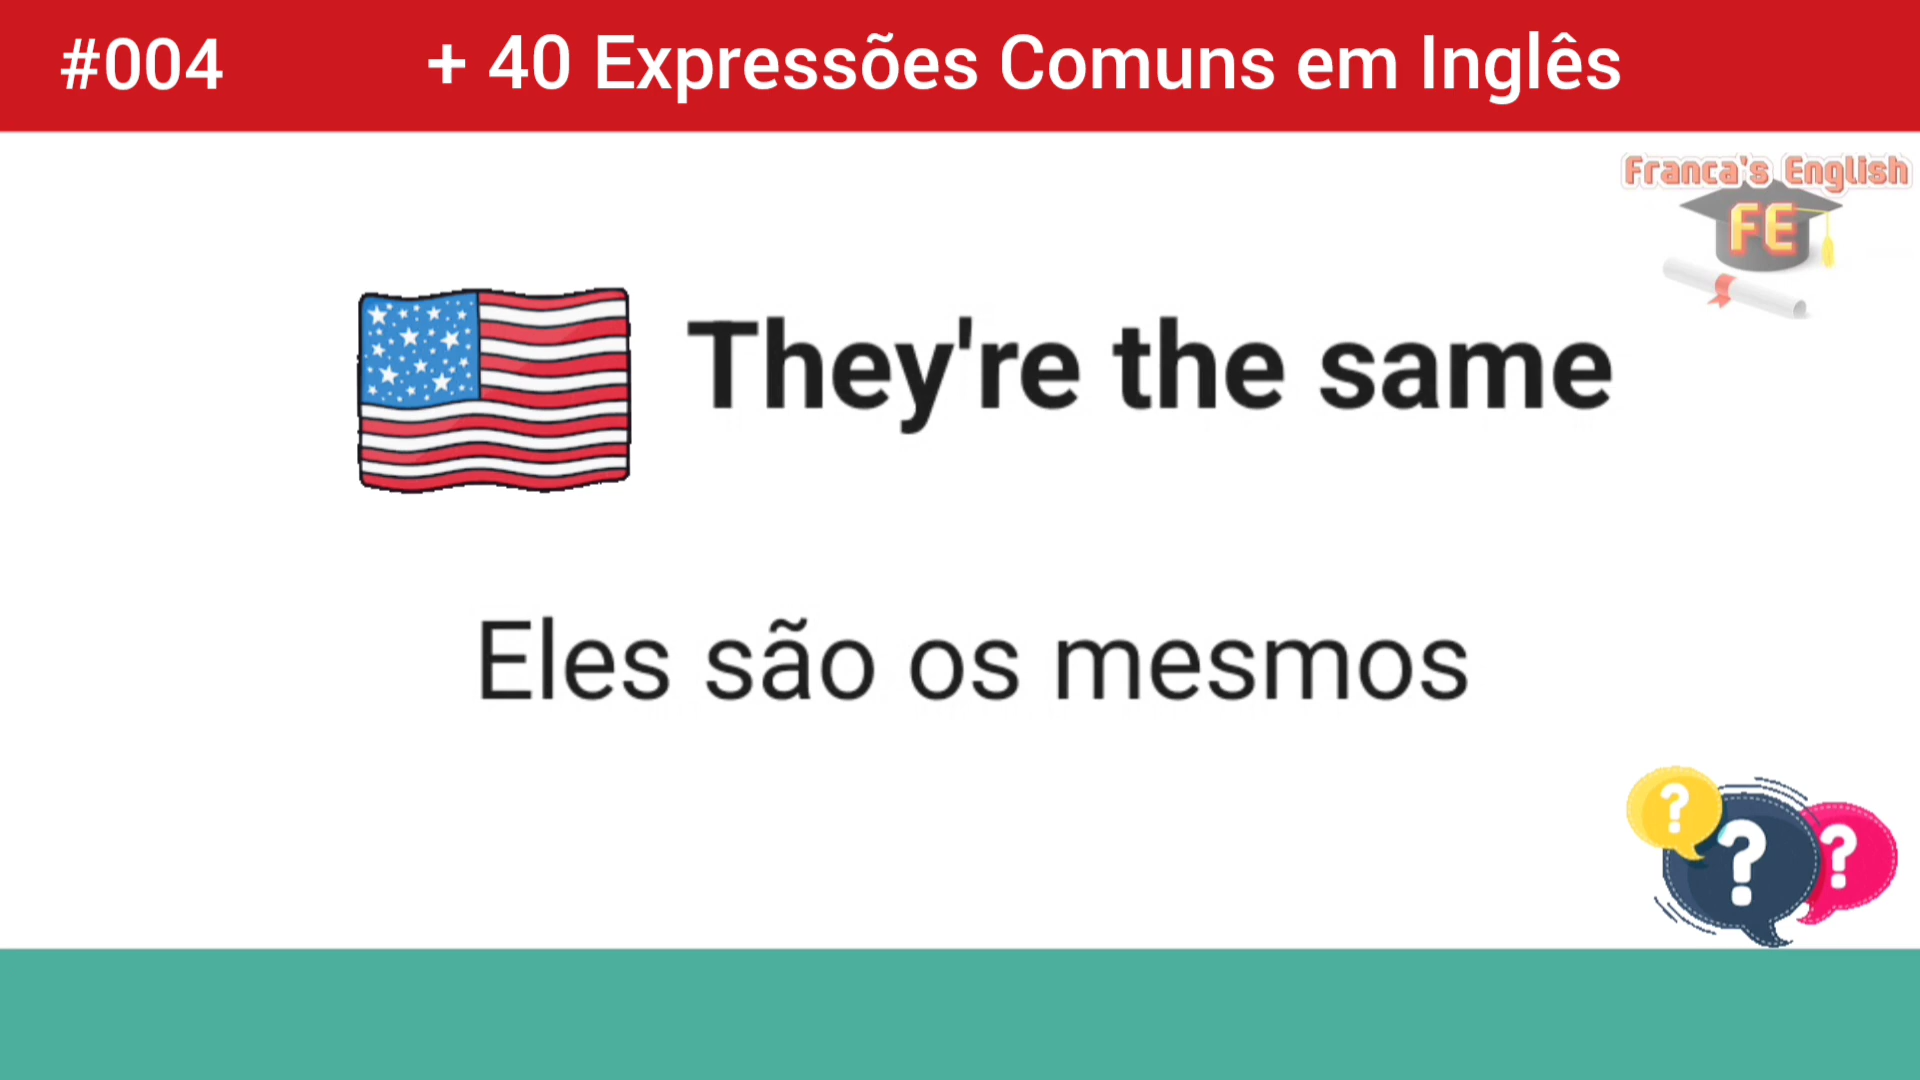 #004 + 40 Expressões Comuns em Inglês
Franca's English
FE
They're the same
Eles são os mesmos
? ? ?